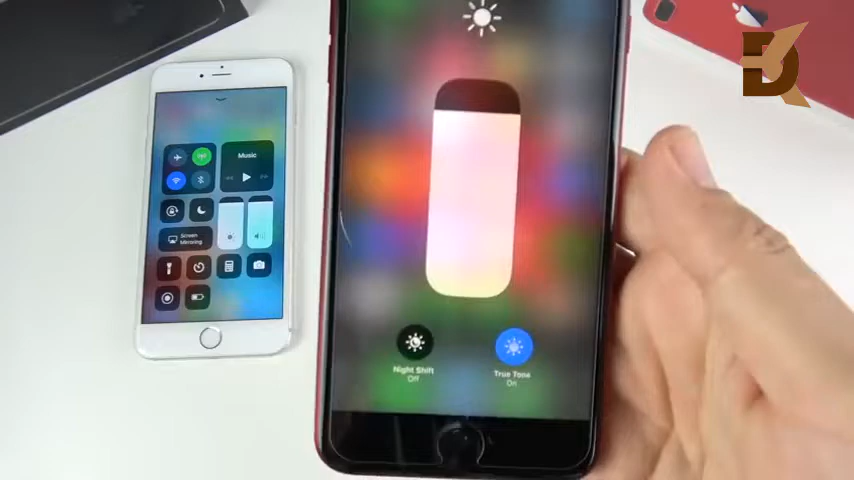 Music
Screen
Mirroring
Night Shift
Off
True Tone
On